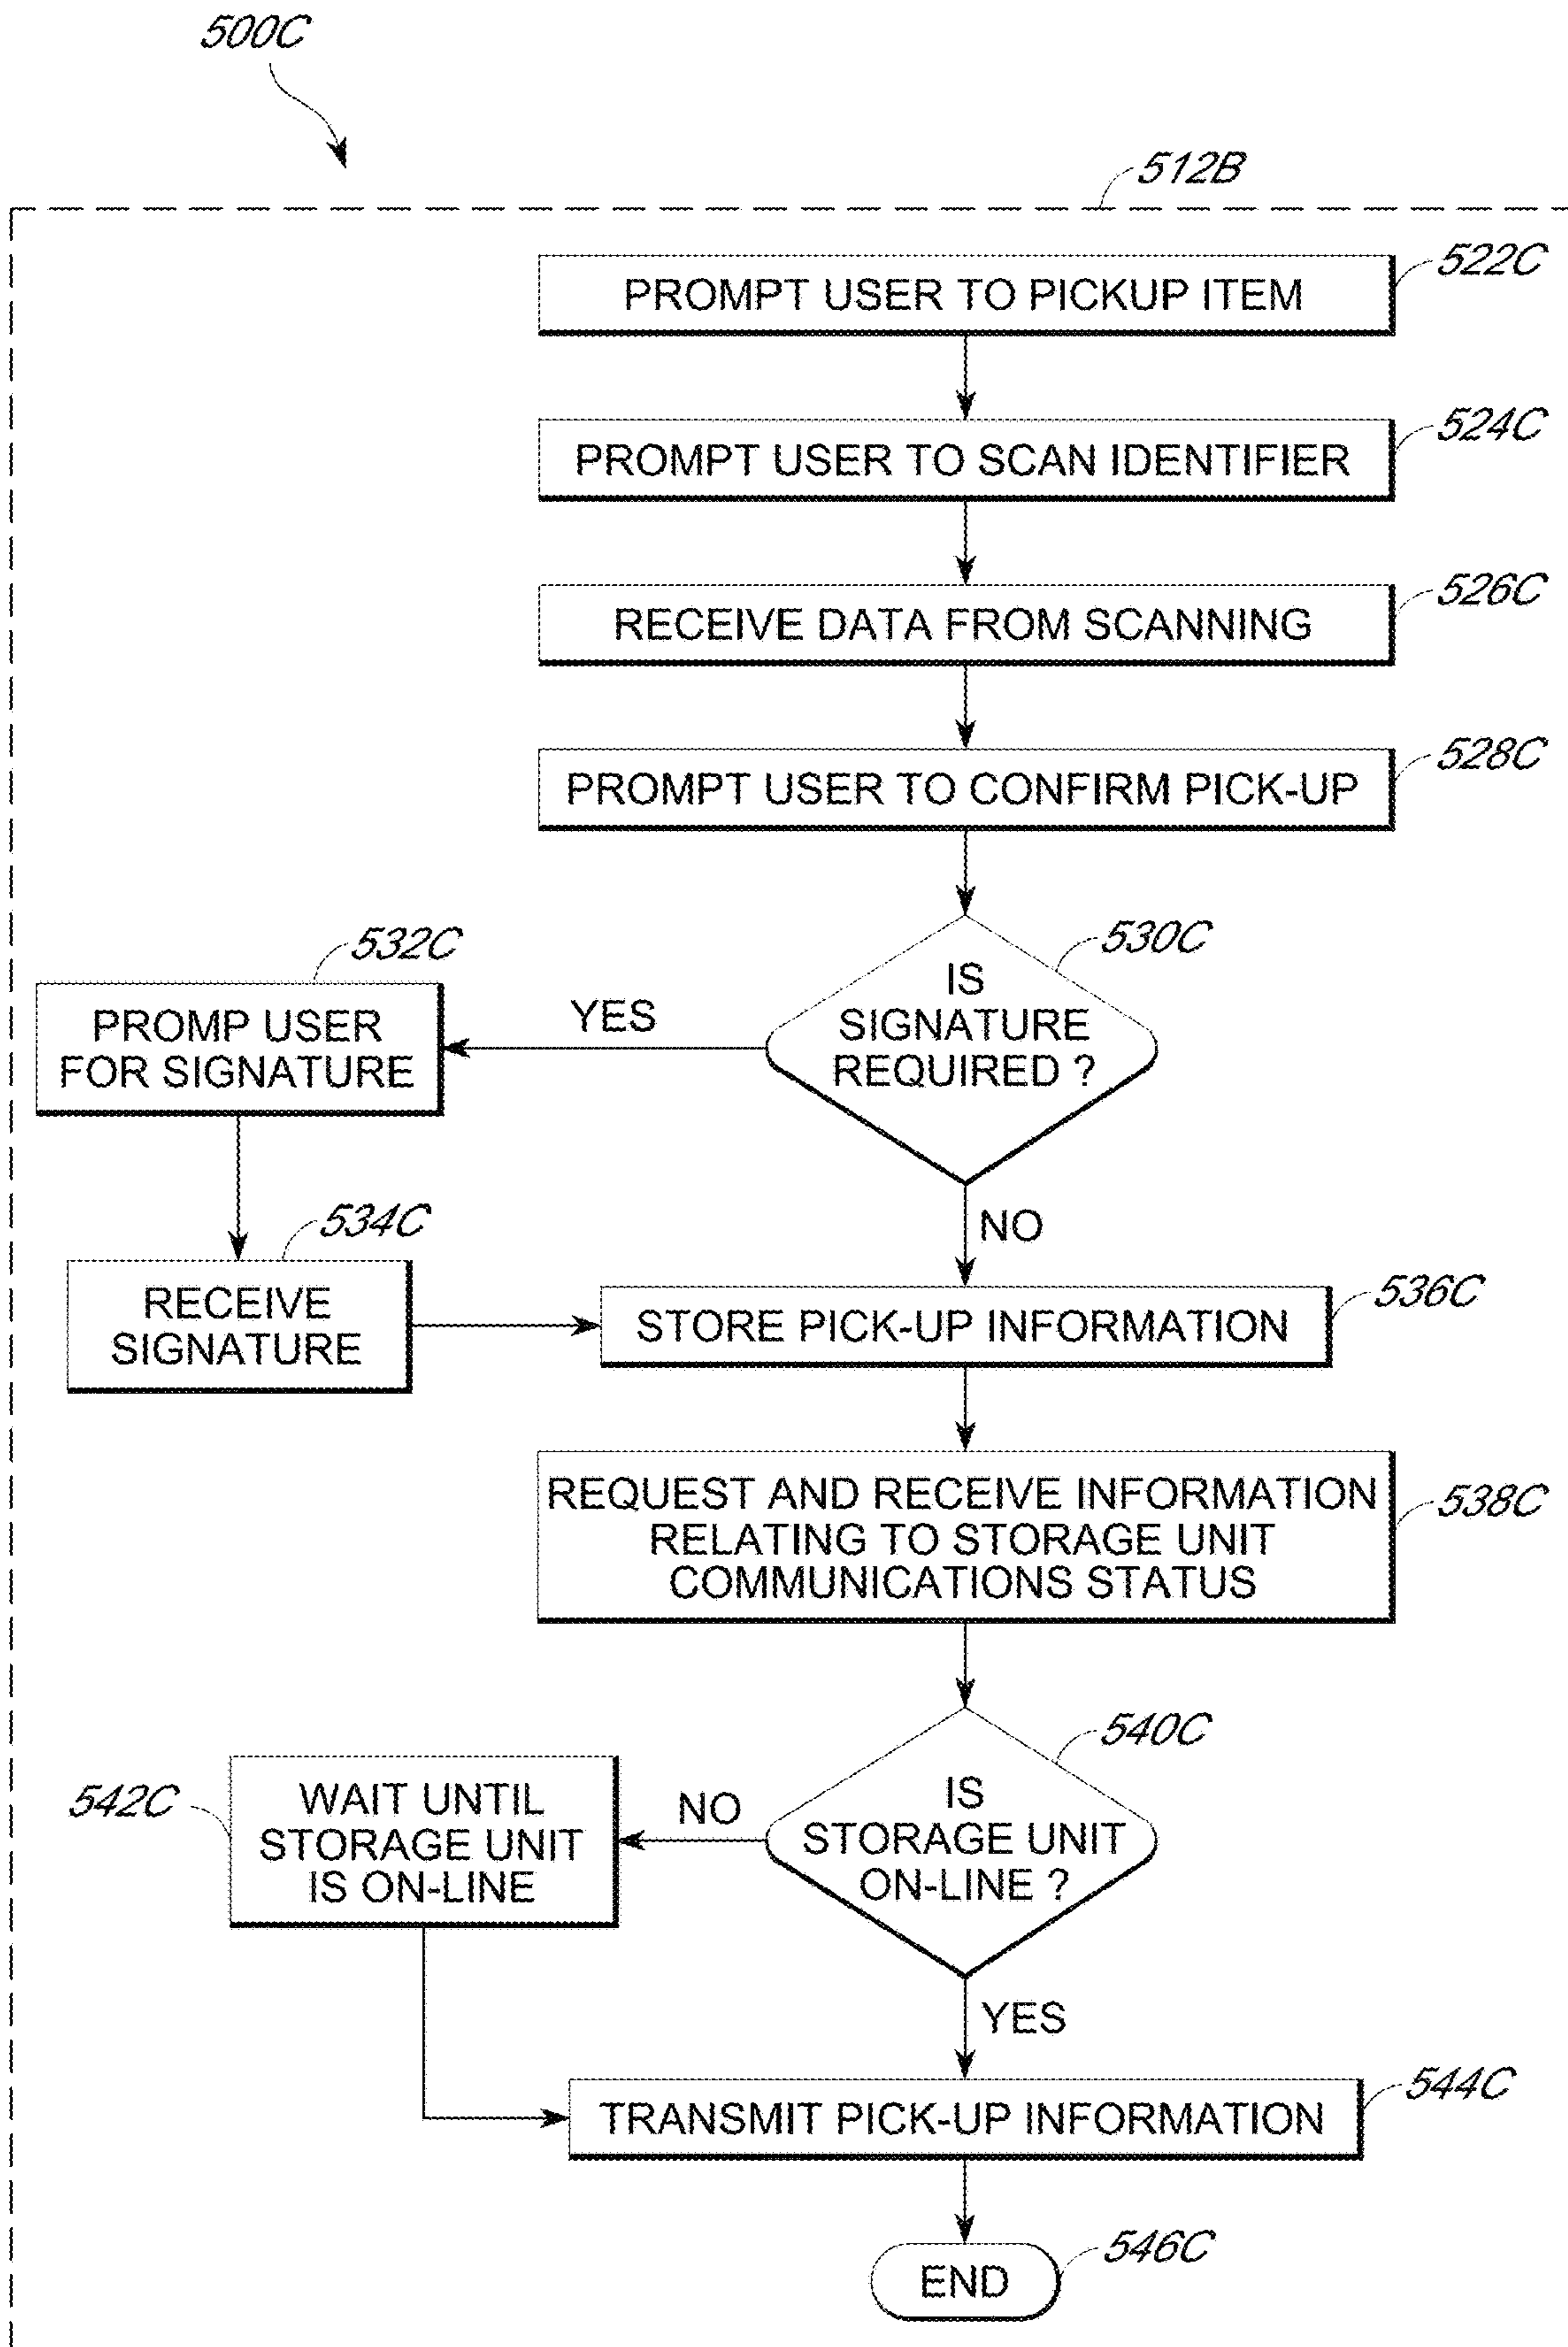 500C
512B
522C
PROMPT USER TO PICKUP ITEM
524C
PROMPT USER TO SCAN IDENTIFIER
526C
RECEIVE DATA FROM SCANNING
528C
PROMPT USER TO CONFIRM PICK-UP
530C
IS
SIGNATURE
REQUIRED ?
YES
532C
PROMP USER
FOR SIGNATURE
534C
RECEIVE
SIGNATURE
NO
536C
STORE PICK-UP INFORMATION
538C
REQUEST AND RECEIVE INFORMATION
RELATING TO STORAGE UNIT
COMMUNICATIONS STATUS
540C
IS
STORAGE UNIT
ON-LINE ?
NO
542C
WAIT UNTIL
STORAGE UNIT
IS ON-LINE
YES
544C
TRANSMIT PICK-UP INFORMATION
546C
END